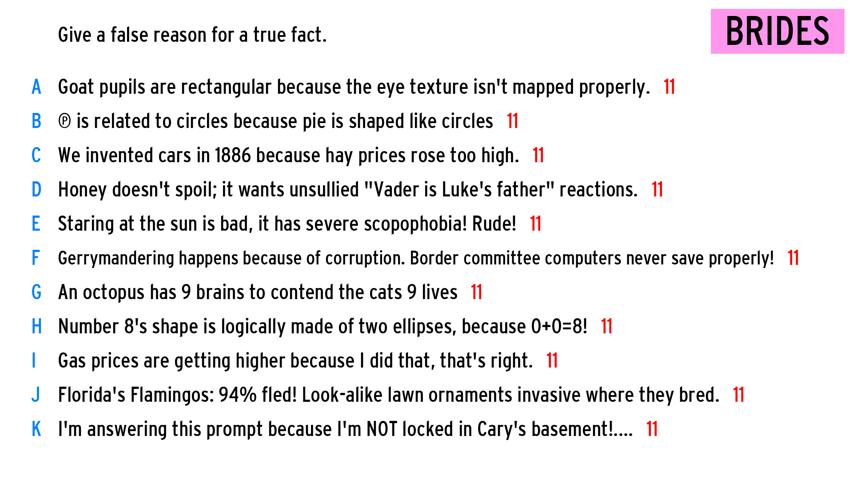 Give a false reason for a true fact.
BRIDES
A Goat pupils are rectangular because the eye texture isn't mapped properly. 11
B ℗ is related to circles because pie is shaped like circles 11
C We invented cars in 1886 because hay prices rose too high. 11
D Honey doesn't spoil; it wants unsullied "Vader is Luke's father" reactions. 11
E Staring at the sun is bad, it has severe scopophobia! Rude! 11
F Gerrymandering happens because of corruption. Border committee computers never save properly! 11
G An octopus has 9 brains to contend the cats 9 lives 11
H Number 8's shape is logically made of two ellipses, because 0+0=8! 11
I Gas prices are getting higher because I did that, that's right. 11
J Florida's Flamingos: 94% fled! Look-alike lawn ornaments invasive where they bred. 11
K I'm answering this prompt because I'm NOT locked in Cary's basement!.... 11